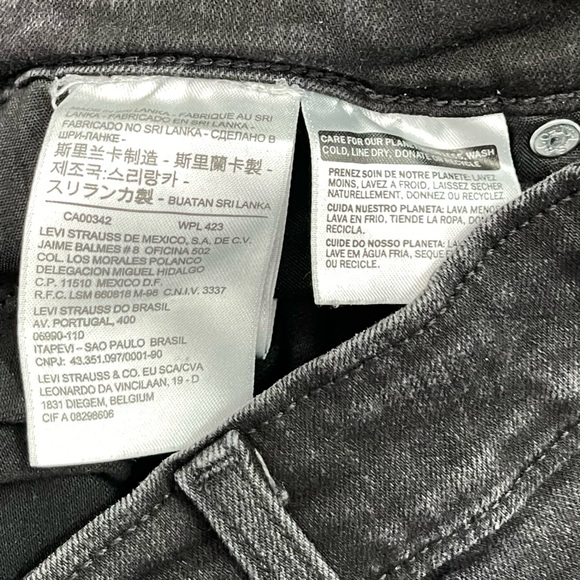 FABRIQUE AU SRI
LANKA - FABRICADO EN SRI LANKA -
FABRICADO NO SRI LANKA - СДЕЛАНО В
ШРИ-ЛАНКЕ -
斯里兰卡制造 - 斯里蘭卡製 -
제조국:스리랑카 -
スリランカ製 - BUATAN SRI LANKA
CA00342 WPL 423
LEVI STRAUSS DE MEXICO, S.A. DE C.V.
JAIME BALMES # 8 OFICINA 502
COL. LOS MORALES POLANCO
DELEGACION MIGUEL HIDALGO
C.P. 11510 MEXICO D.F.
R.F.C. LSM 660818 M-98 C.N.I.V. 3337
LEVI STRAUSS DO BRASIL
AV. PORTUGAL, 400
06990-110
ITAPEVI – SAO PAULO BRASIL
CNPJ: 43.351.097/0001-90
LEVI STRAUSS & CO. EU SCA/CVA
LEONARDO DA VINCILAAN, 19 - D
1831 DIEGEM, BELGIUM
CIF A 08298606
CARE FOR OUR PLANET WASH
COLD, LINE DRY, DONATE
PRENEZ SOIN DE NOTRE PLANETE: LAVEZ
MOINS, LAVEZ A FROID, LAISSEZ SECHER
NATURELLEMENT, DONNEZ OU RECYCLEZ
CUIDA NUESTRO PLANETA: LAVA MENOS
LAVA EN FRIO, TIENDE LA ROPA,
RECICLA.
CUIDE DO NOSSO PLANETA:
LAVE EM ÁGUA FRIA, SEQUE
OU RECICLE.